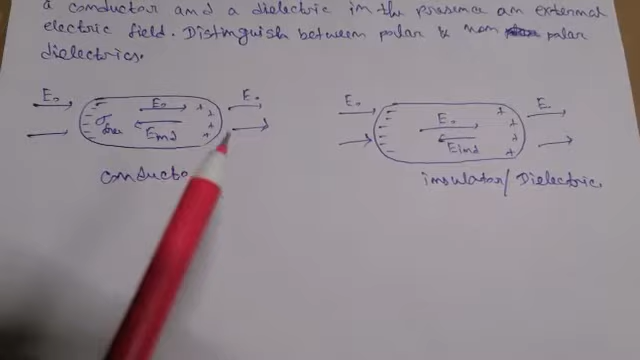 a conductor and a dielectric in the presence an external
electric field. Distinguish between polar & non polar
dielectrics.
E₀ E₀ E₀
E₀ E.
E₀
Eind
Eind
conducto
insulator/Dielectric.